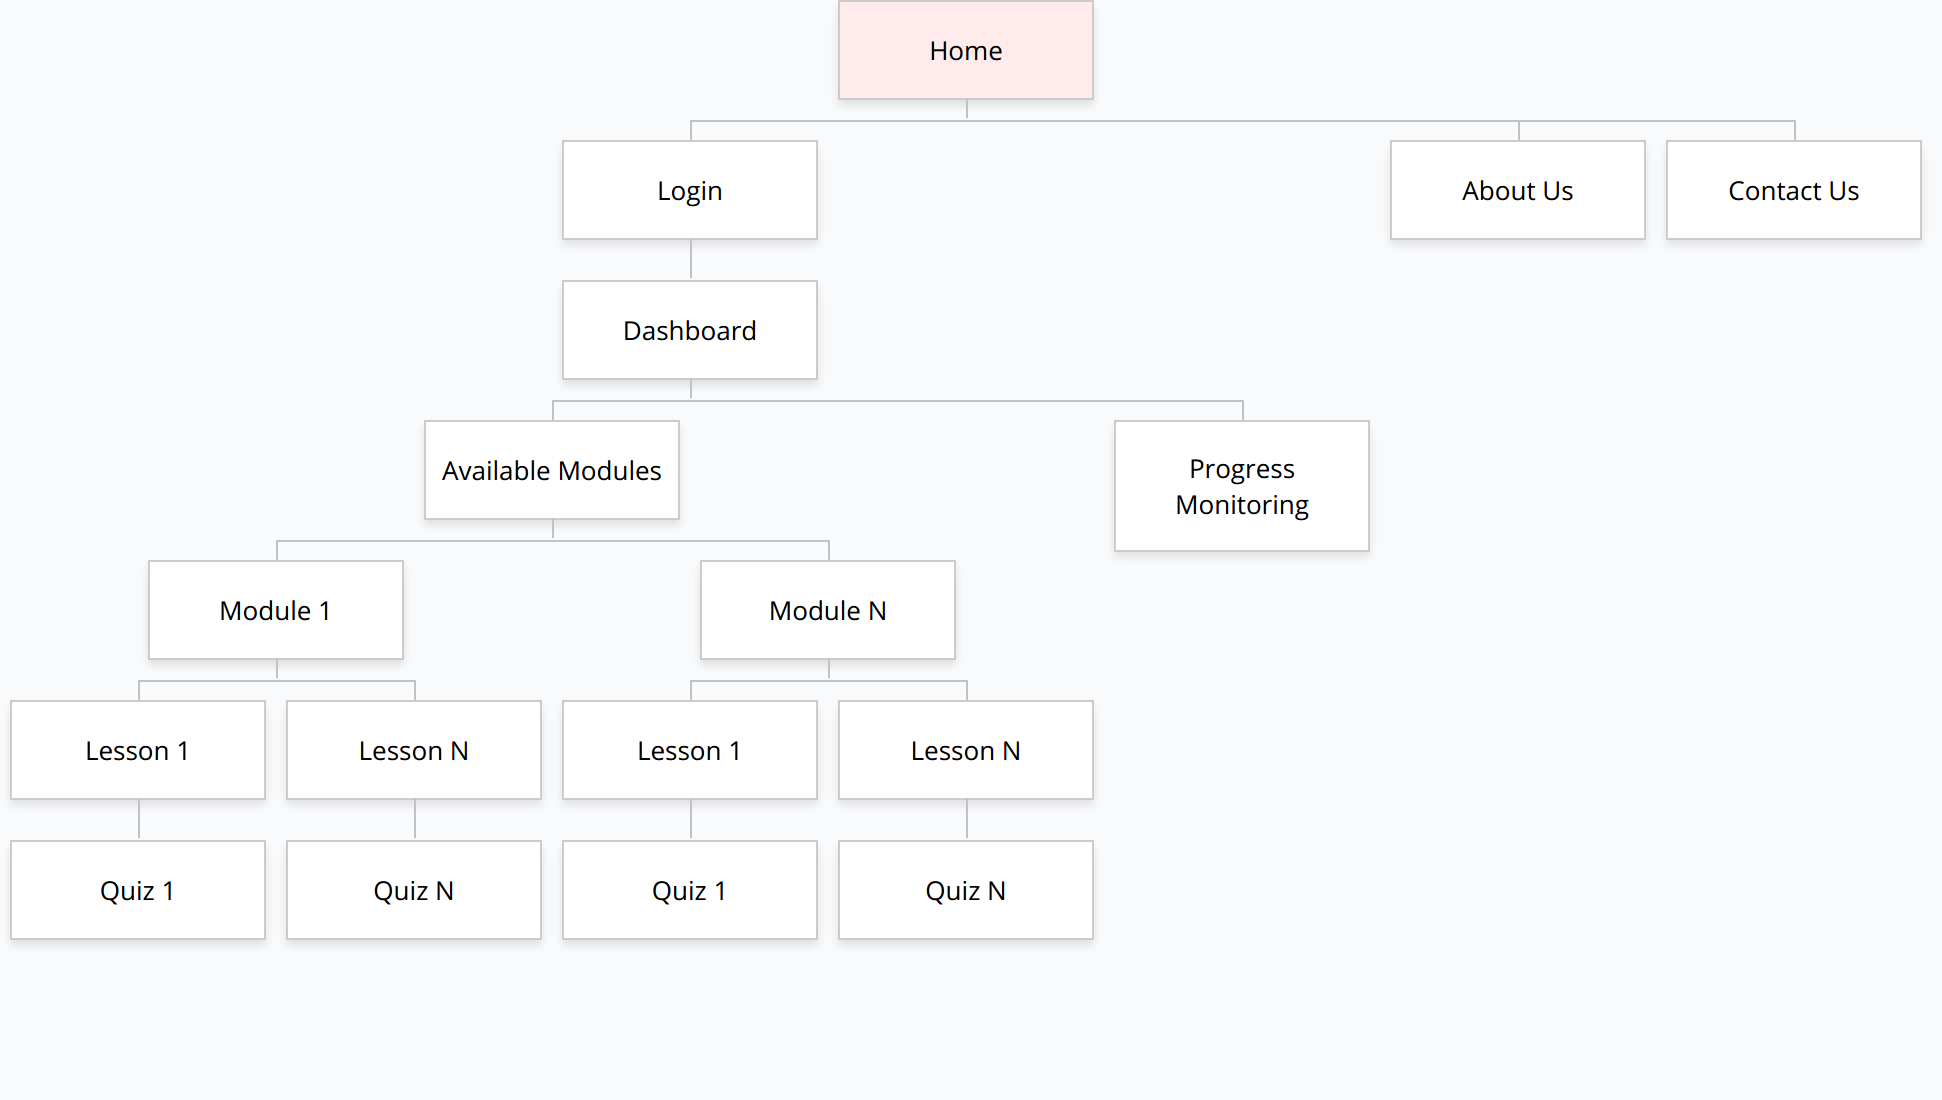 Home
Login
About Us
Contact Us
Dashboard
Available Modules
Progress
Monitoring
Module 1
Module N
Lesson 1
Lesson N
Lesson 1
Lesson N
Quiz 1
Quiz N
Quiz 1
Quiz N